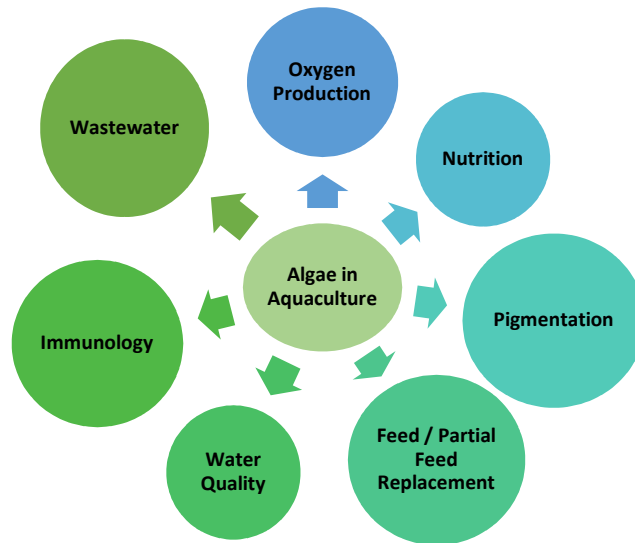 Oxygen
Production
Nutrition
Pigmentation
Feed / Partial
Feed
Replacement
Water
Quality
Immunology
Wastewater
Algae in
Aquaculture